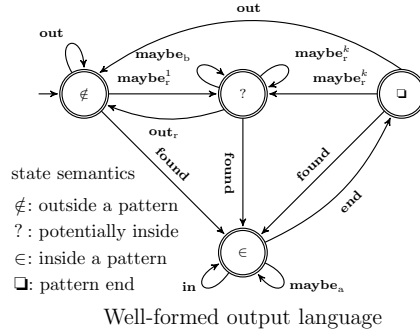 out
out
maybe_b
maybe_r^k
maybe_r^1
maybe_r^k
∉
?
❏
out_r
found
found
found
end
state semantics
∉: outside a pattern
?: potentially inside
∈: inside a pattern
❏: pattern end
∈
in
maybe_a
Well-formed output language